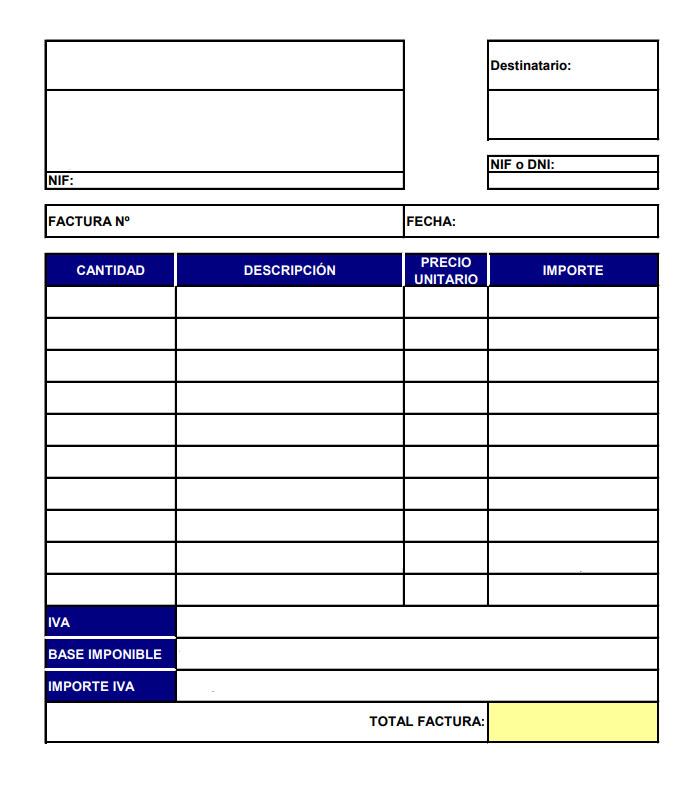 Destinatario:
NIF o DNI:
NIF:
FACTURA Nº
FECHA:
CANTIDAD
DESCRIPCIÓN
PRECIO
UNITARIO
IMPORTE
IVA
BASE IMPONIBLE
IMPORTE IVA
TOTAL FACTURA: